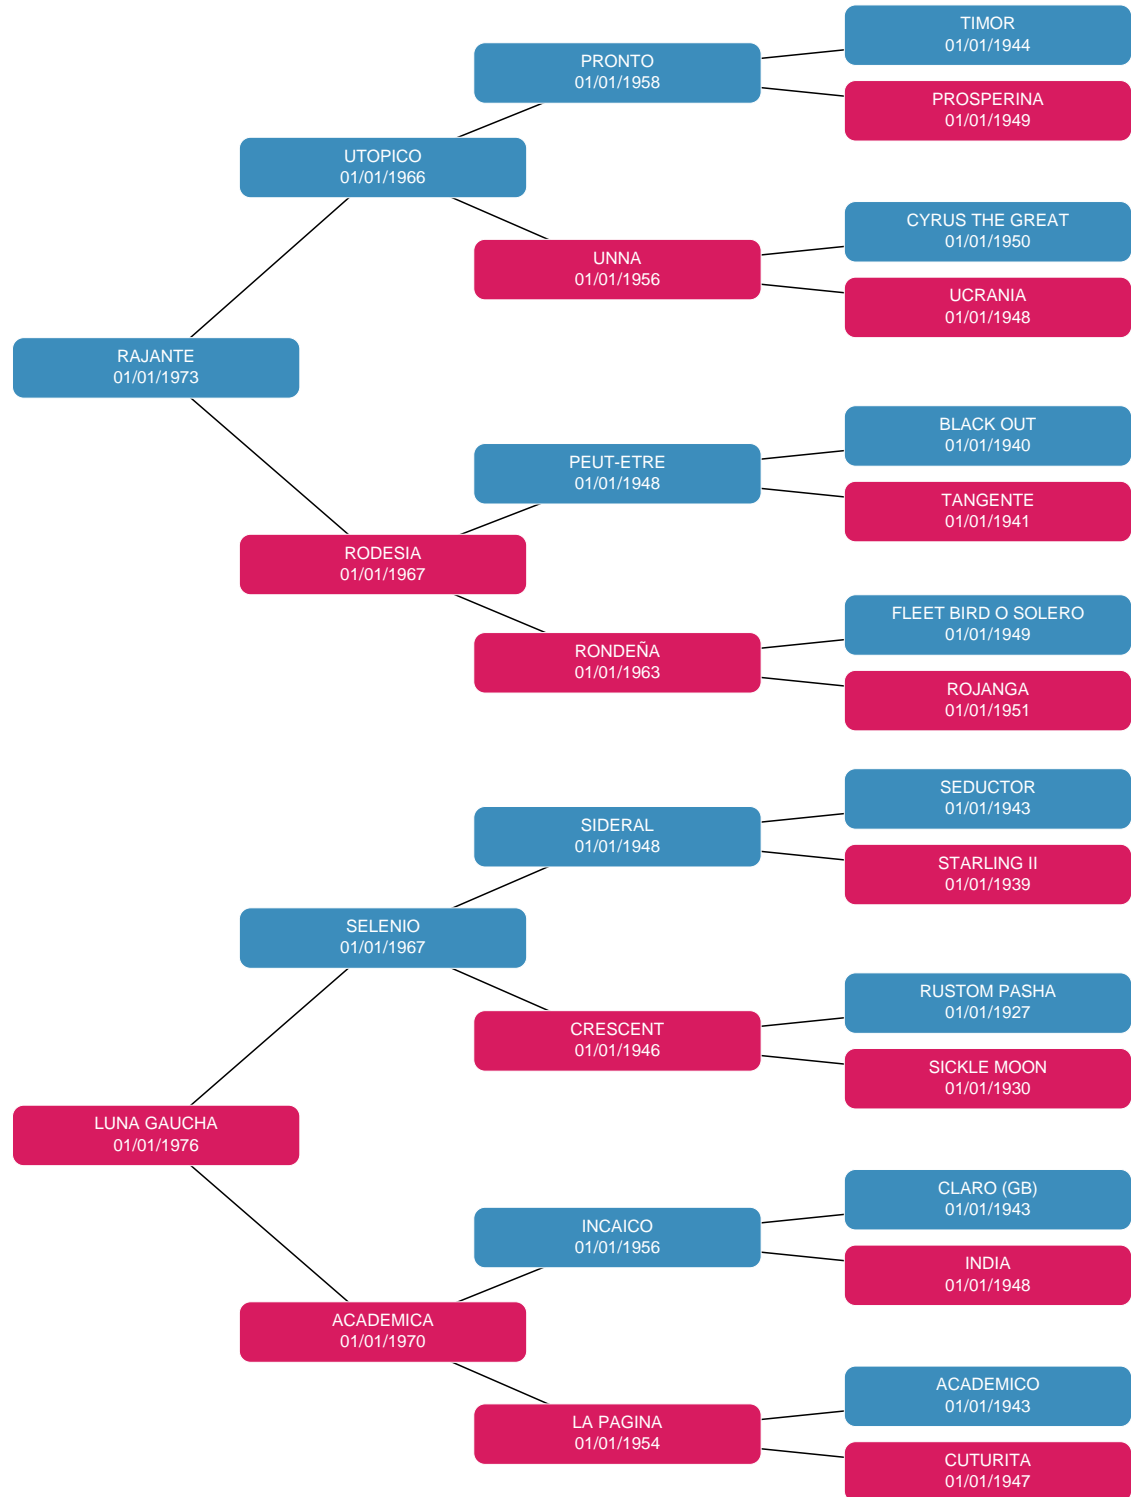 TIMOR
01/01/1944
PRONTO
01/01/1958
PROSPERINA
01/01/1949
UTOPICO
01/01/1966
CYRUS THE GREAT
01/01/1950
UNNA
01/01/1956
UCRANIA
01/01/1948
RAJANTE
01/01/1973
BLACK OUT
01/01/1940
PEUT-ETRE
01/01/1948
TANGENTE
01/01/1941
RODESIA
01/01/1967
FLEET BIRD O SOLERO
01/01/1949
RONDEÑA
01/01/1963
ROJANGA
01/01/1951
SEDUCTOR
01/01/1943
SIDERAL
01/01/1948
STARLING II
01/01/1939
SELENIO
01/01/1967
RUSTOM PASHA
01/01/1927
CRESCENT
01/01/1946
SICKLE MOON
01/01/1930
LUNA GAUCHA
01/01/1976
CLARO (GB)
01/01/1943
INCAICO
01/01/1956
INDIA
01/01/1948
ACADEMICA
01/01/1970
ACADEMICO
01/01/1943
LA PAGINA
01/01/1954
CUTURITA
01/01/1947